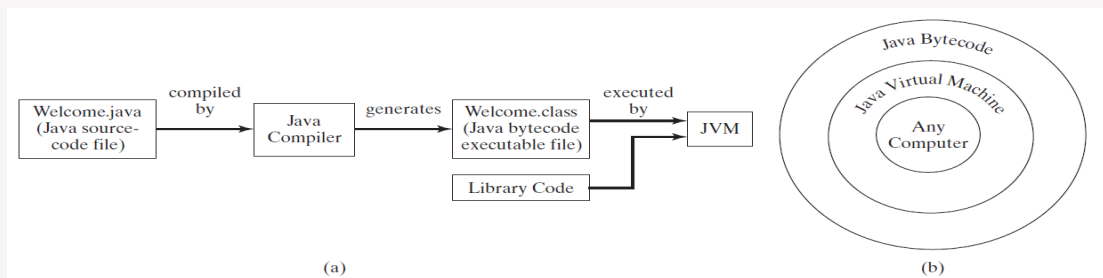 Welcome.java
(Java source-
code file)
compiled
by
Java
Compiler
generates
Welcome.class
(Java bytecode
executable file)
executed
by
JVM
Library Code
(a)
Java Bytecode
Java Virtual Machine
Any
Computer
(b)